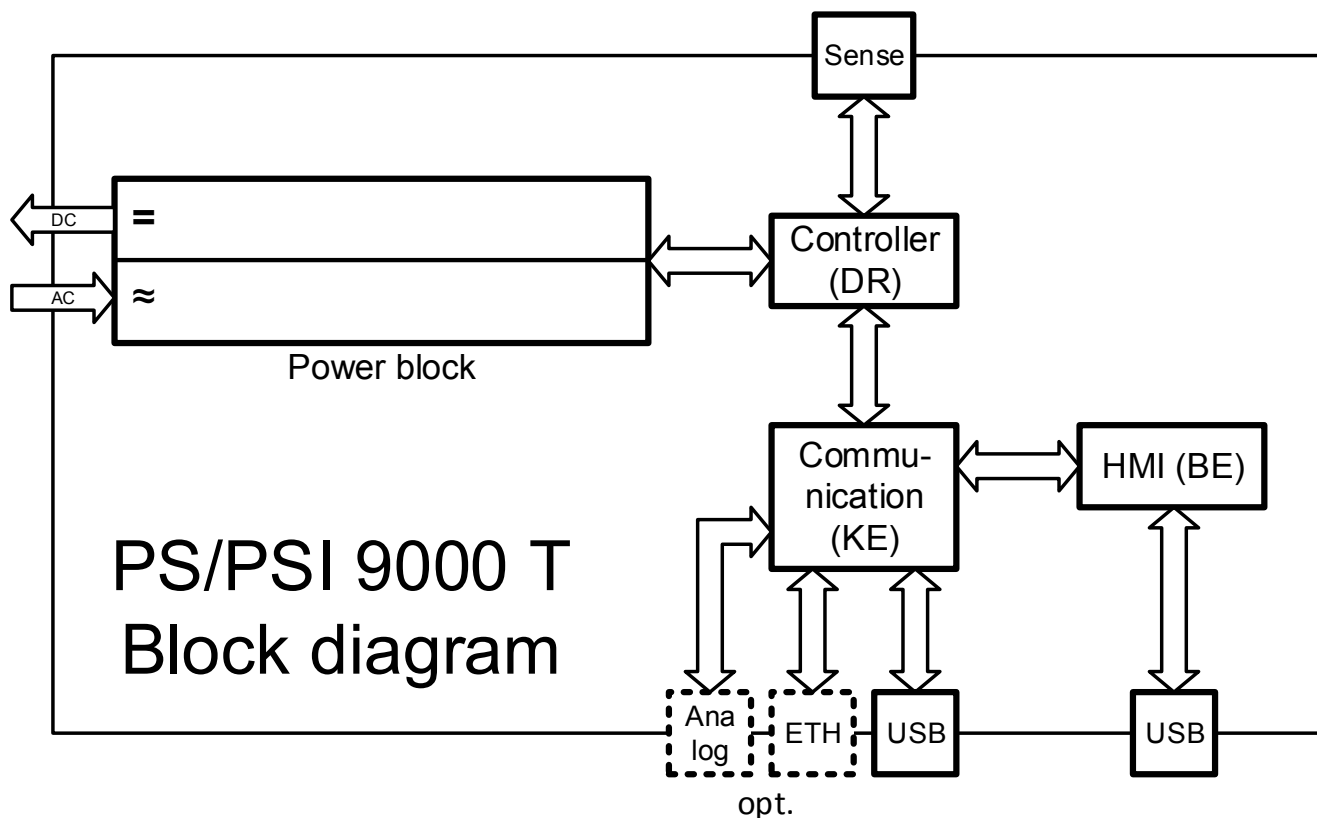 Sense
DC
=
Controller
(DR)
AC
≈
Power block
Commu-
nication
(KE)
HMI (BE)
PS/PSI 9000 T
Block diagram
Ana
log
ETH
USB
USB
opt.